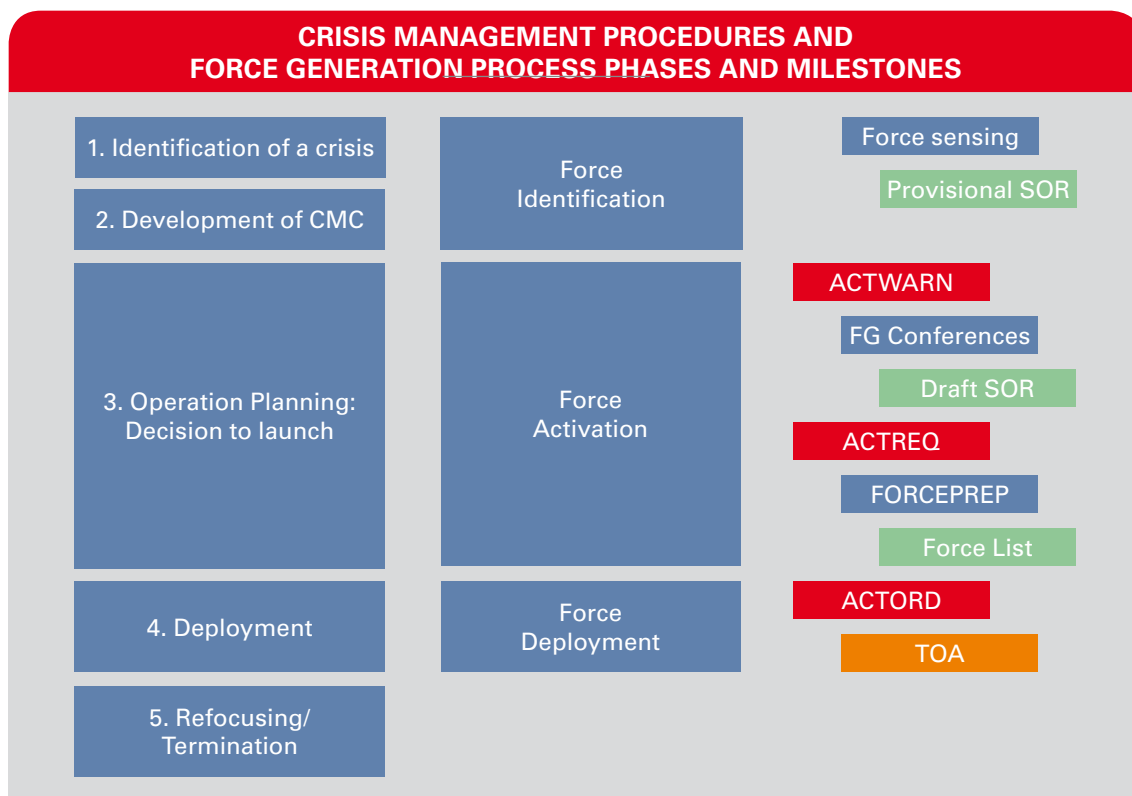 CRISIS MANAGEMENT PROCEDURES AND
FORCE GENERATION PROCESS PHASES AND MILESTONES
1. Identification of a crisis
2. Development of CMC
3. Operation Planning:
Decision to launch
4. Deployment
5. Refocusing/
Termination
Force
Identification
Force
Activation
Force
Deployment
Force sensing
Provisional SOR
ACTWARN
FG Conferences
Draft SOR
ACTREQ
FORCEPREP
Force List
ACTORD
TOA